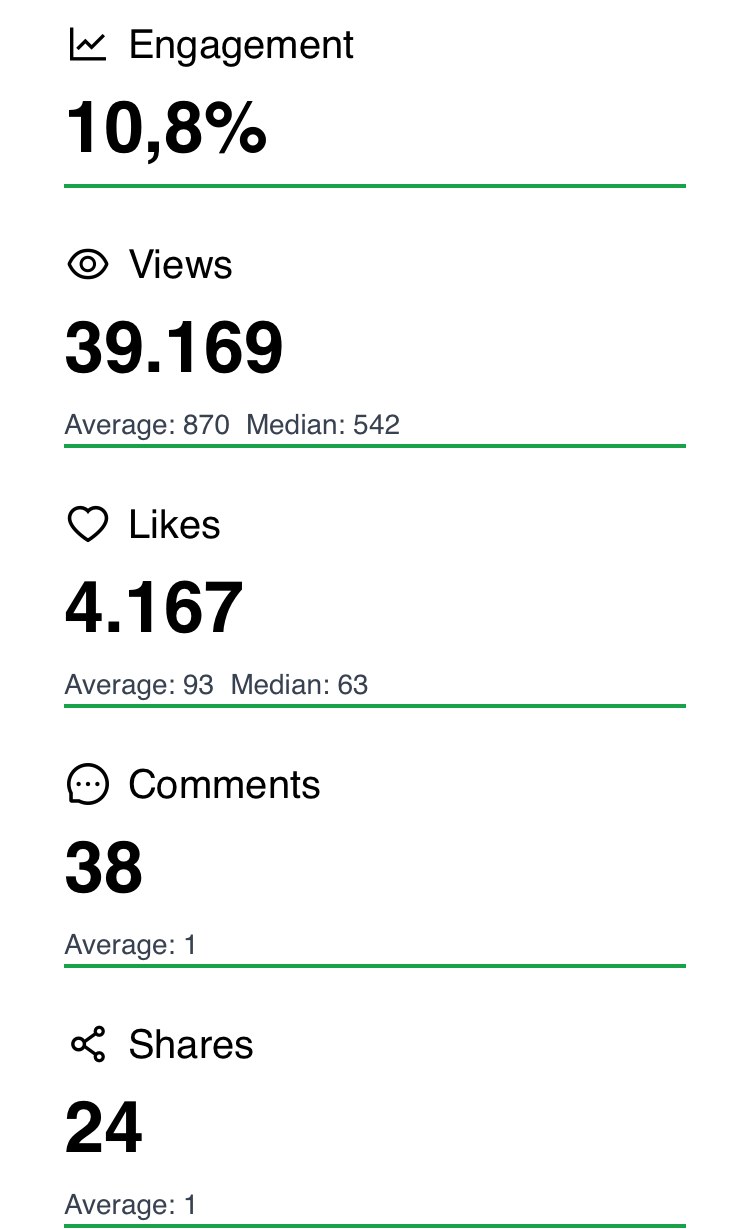 Engagement
10,8%
Views
39.169
Average: 870 Median: 542
Likes
4.167
Average: 93 Median: 63
Comments
38
Average: 1
Shares
24
Average: 1